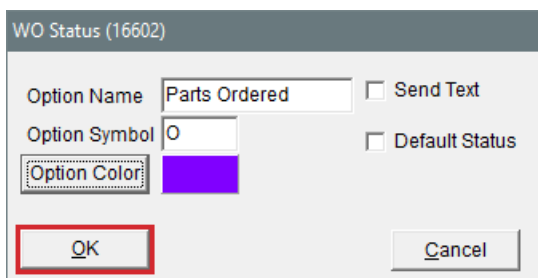 WO Status (16602)
Option Name Parts Ordered Send Text
Option Symbol O Default Status
Option Color
OK Cancel